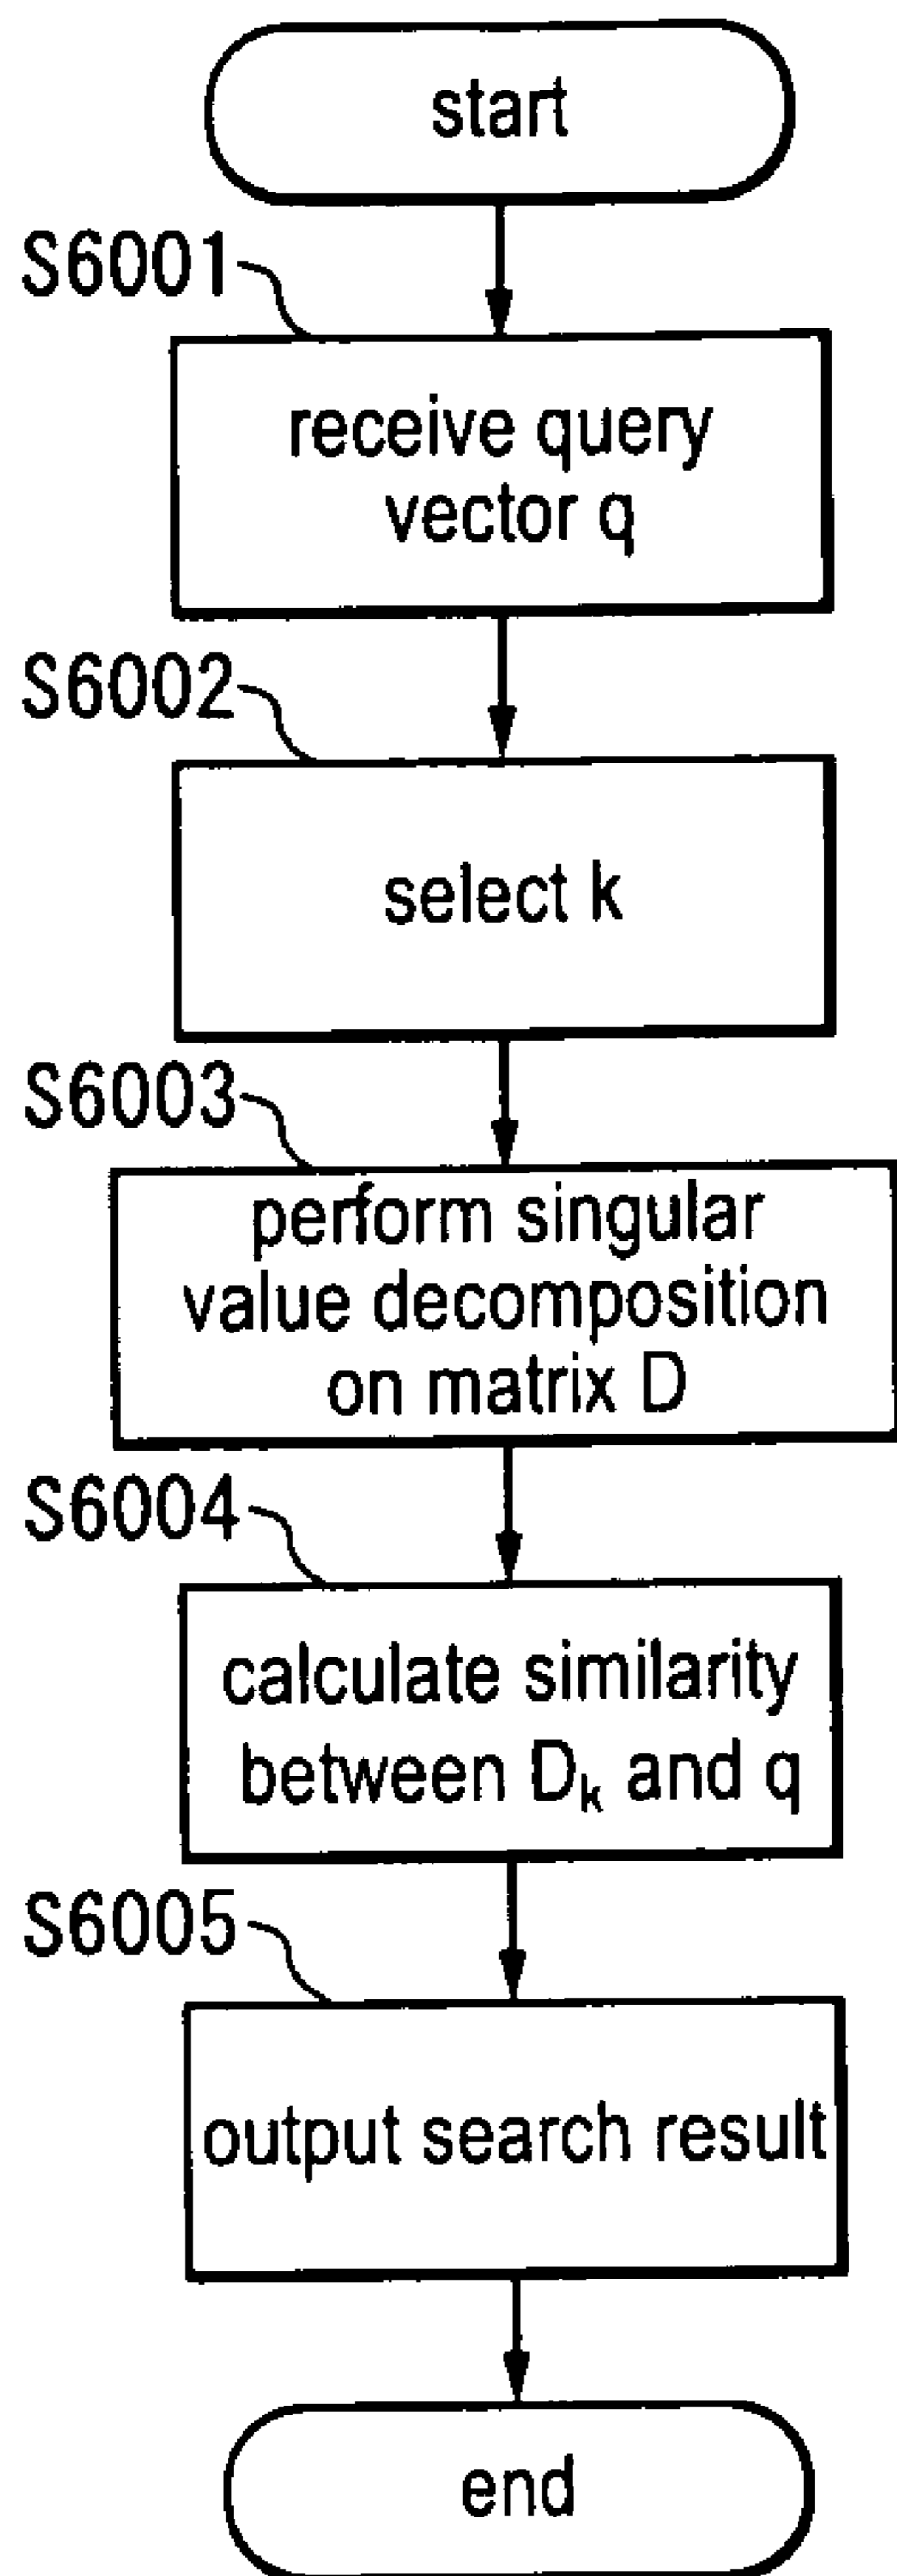 start
S6001
receive query
vector q
S6002
select k
S6003
perform singular
value decomposition
on matrix D
S6004
calculate similarity
between Dₖ and q
S6005
output search result
end